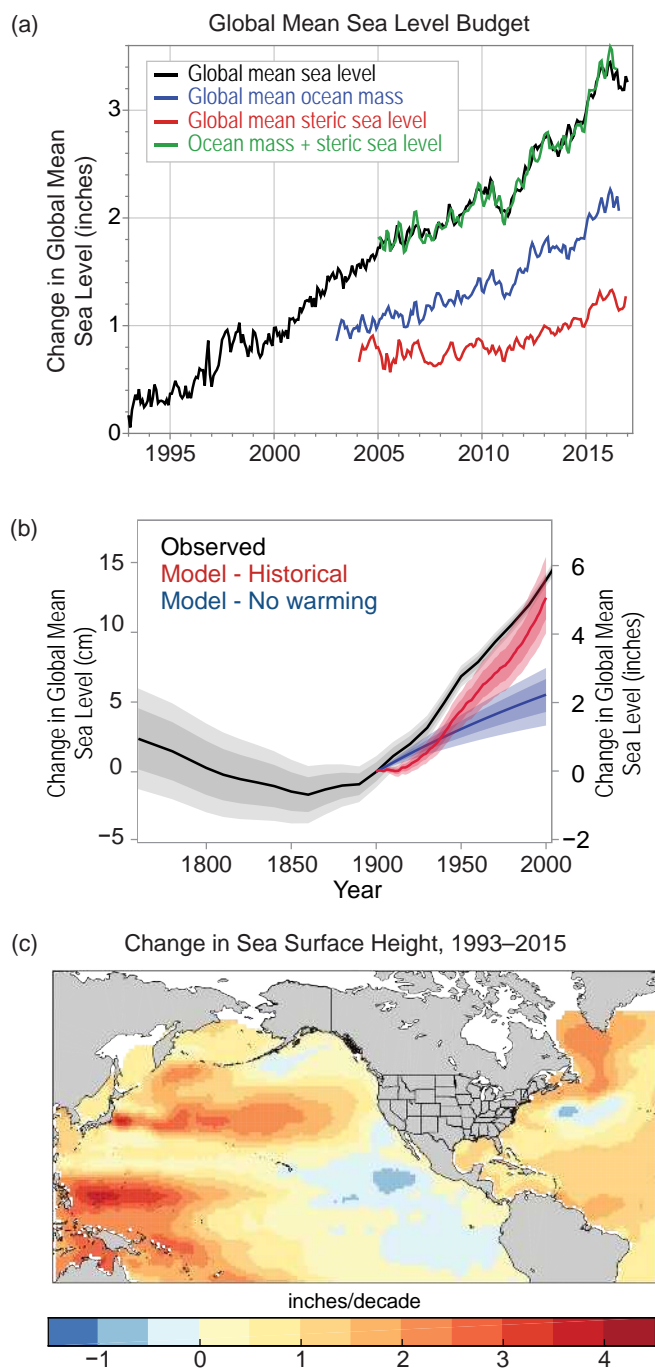 (a) Global Mean Sea Level Budget
Global mean sea level
Global mean ocean mass
Global mean steric sea level
Ocean mass + steric sea level
Change in Global Mean
Sea Level (inches)
3
2
1
0
1995 2000 2005 2010 2015
(b)
Observed
Model - Historical
Model - No warming
Change in Global Mean
Sea Level (cm)
15
10
5
0
−5
6
4
2
0
−2
Change in Global Mean
Sea Level (inches)
1800 1850 1900 1950 2000
Year
(c) Change in Sea Surface Height, 1993–2015
inches/decade
−1 0 1 2 3 4